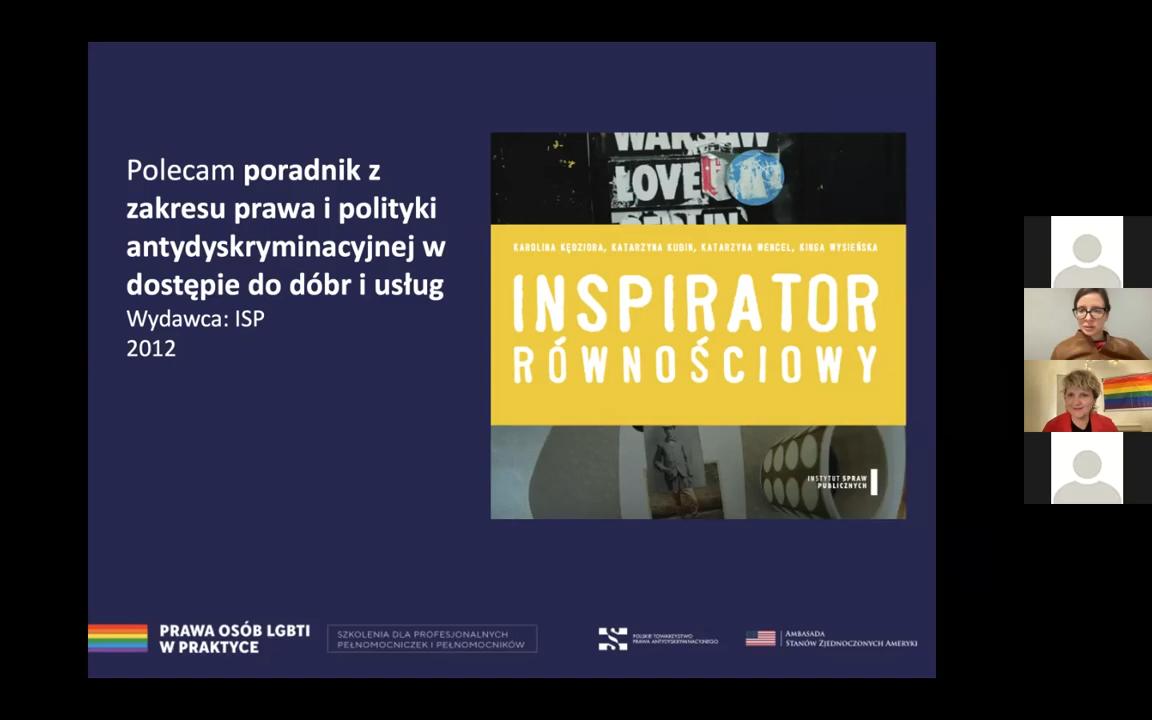 Polecam poradnik z
zakresu prawa i polityki
antydyskryminacyjnej w
dostępie do dóbr i usług
Wydawca: ISP
2012
WARSAW
LOVE
BERLIN
KAROLINA KĘDZIORA, KATARZYNA KUBIN, KATARZYNA WENCEL, KINGA WYSIEŃSKA
INSPIRATOR
RÓWNOŚCIOWY
INSTYTUT SPRAW
PUBLICZNYCH
PRAWA OSÓB LGBTI
W PRAKTYCE
SZKOLENIA DLA PROFESJONALNYCH
PEŁNOMOCNICZEK I PEŁNOMOCNIKÓW
POLSKIE TOWARZYSTWO
PRAWA ANTYDYSKRYMINACYJNEGO
AMBASADA
STANÓW ZJEDNOCZONYCH AMERYKI